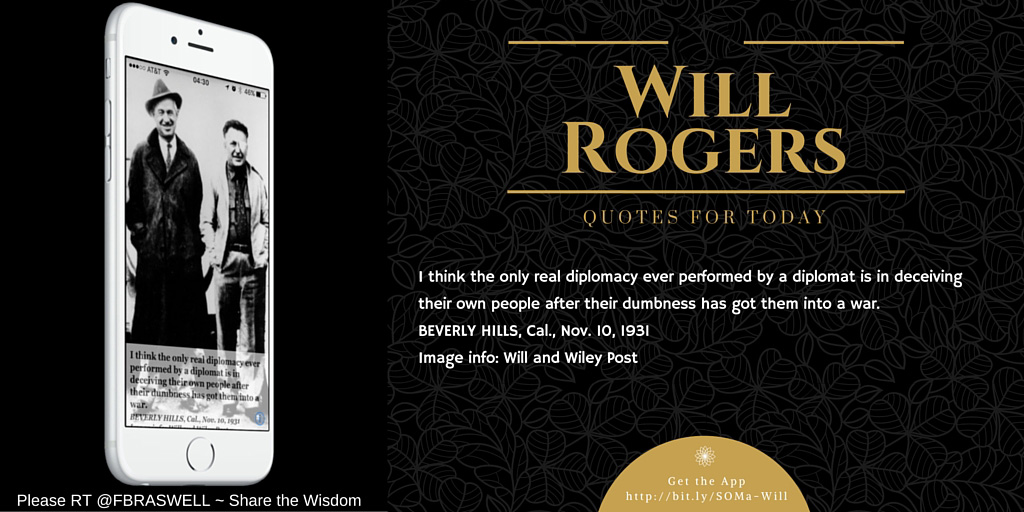 AT&T 04:30 46%
I think the only real diplomacy ever
performed by a diplomat is in
deceiving their own people after
their dumbness has got them into a
war.
BEVERLY HILLS, Cal., Nov. 10, 1931
Please RT @FBRASWELL ~ Share the Wisdom
WILL
ROGERS
QUOTES FOR TODAY
I think the only real diplomacy ever performed by a diplomat is in deceiving
their own people after their dumbness has got them into a war.
BEVERLY HILLS, Cal., Nov. 10, 1931
Image info: Will and Wiley Post
Get the App
http://bit.ly/SOMa-Will